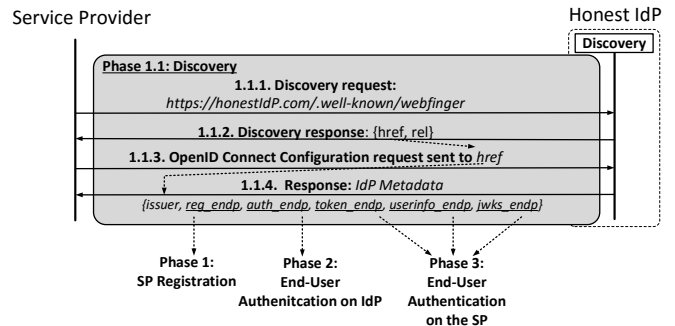 Service Provider
Honest IdP
Discovery
Phase 1.1: Discovery
1.1.1. Discovery request:
https://honestIdP.com/.well-known/webfinger
1.1.2. Discovery response: {href, rel}
1.1.3. OpenID Connect Configuration request sent to href
1.1.4. Response: IdP Metadata
{issuer, reg_endp, auth_endp, token_endp, userinfo_endp, jwks_endp}
Phase 1:
SP Registration
Phase 2:
End-User
Authenitcation on IdP
Phase 3:
End-User
Authentication
on the SP